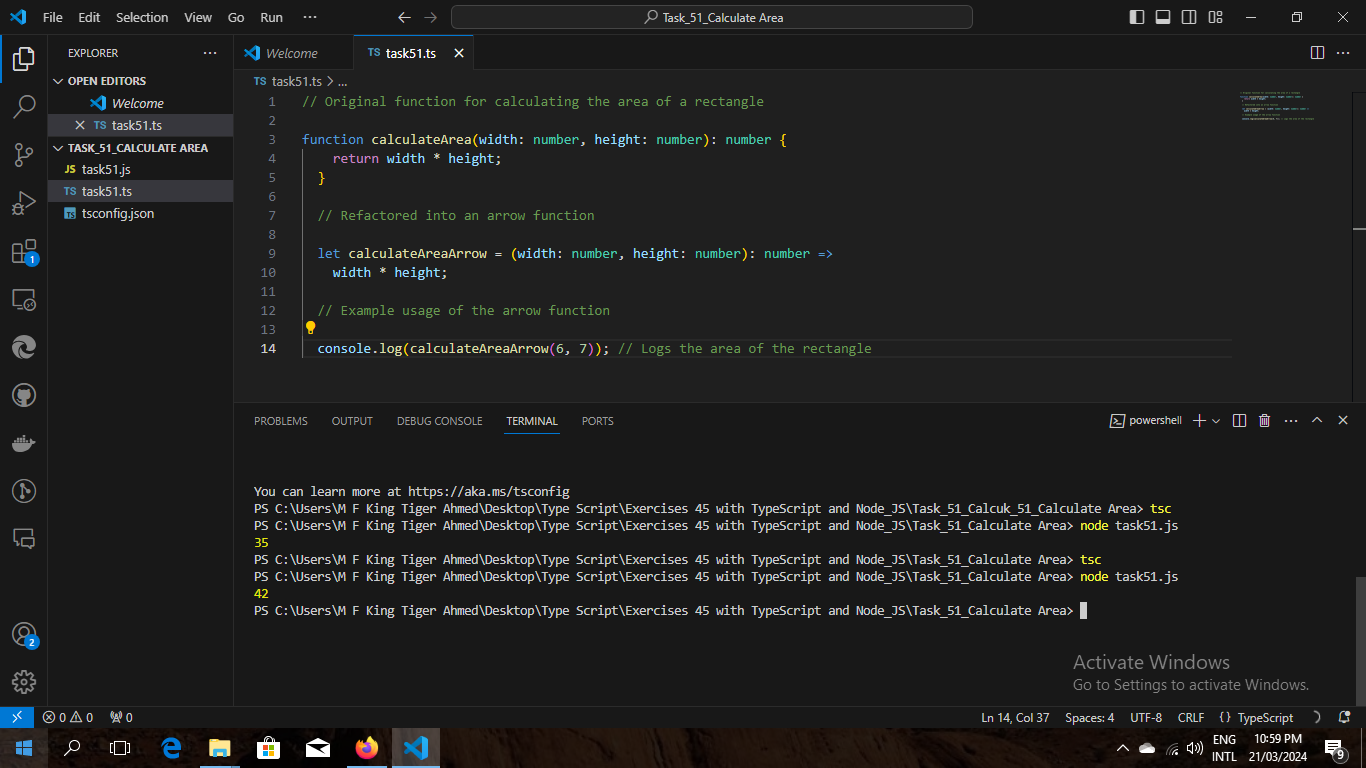 File Edit Selection View Go Run ··· Task_51_Calculate Area
EXPLORER ···
OPEN EDITORS
Welcome
TS task51.ts
TASK_51_CALCULATE AREA
JS task51.js
TS task51.ts
TS tsconfig.json
Welcome TS task51.ts
TS task51.ts > ...
1 // Original function for calculating the area of a rectangle
2
3 function calculateArea(width: number, height: number): number {
4 return width * height;
5 }
6
7 // Refactored into an arrow function
8
9 let calculateAreaArrow = (width: number, height: number): number =>
10 width * height;
11
12 // Example usage of the arrow function
13
14 console.log(calculateAreaArrow(6, 7)); // Logs the area of the rectangle
PROBLEMS OUTPUT DEBUG CONSOLE TERMINAL PORTS powershell
You can learn more at https://aka.ms/tsconfig
PS C:\Users\M F King Tiger Ahmed\Desktop\Type Script\Exercises 45 with TypeScript and Node_JS\Task_51_Calcuk_51_Calculate Area> tsc
PS C:\Users\M F King Tiger Ahmed\Desktop\Type Script\Exercises 45 with TypeScript and Node_JS\Task_51_Calculate Area> node task51.js
35
PS C:\Users\M F King Tiger Ahmed\Desktop\Type Script\Exercises 45 with TypeScript and Node_JS\Task_51_Calculate Area> tsc
PS C:\Users\M F King Tiger Ahmed\Desktop\Type Script\Exercises 45 with TypeScript and Node_JS\Task_51_Calculate Area> node task51.js
42
PS C:\Users\M F King Tiger Ahmed\Desktop\Type Script\Exercises 45 with TypeScript and Node_JS\Task_51_Calculate Area>
1
2
Activate Windows
Go to Settings to activate Windows.
0 0 0 Ln 14, Col 37 Spaces: 4 UTF-8 CRLF {} TypeScript
ENG 10:59 PM
INTL 21/03/2024 9